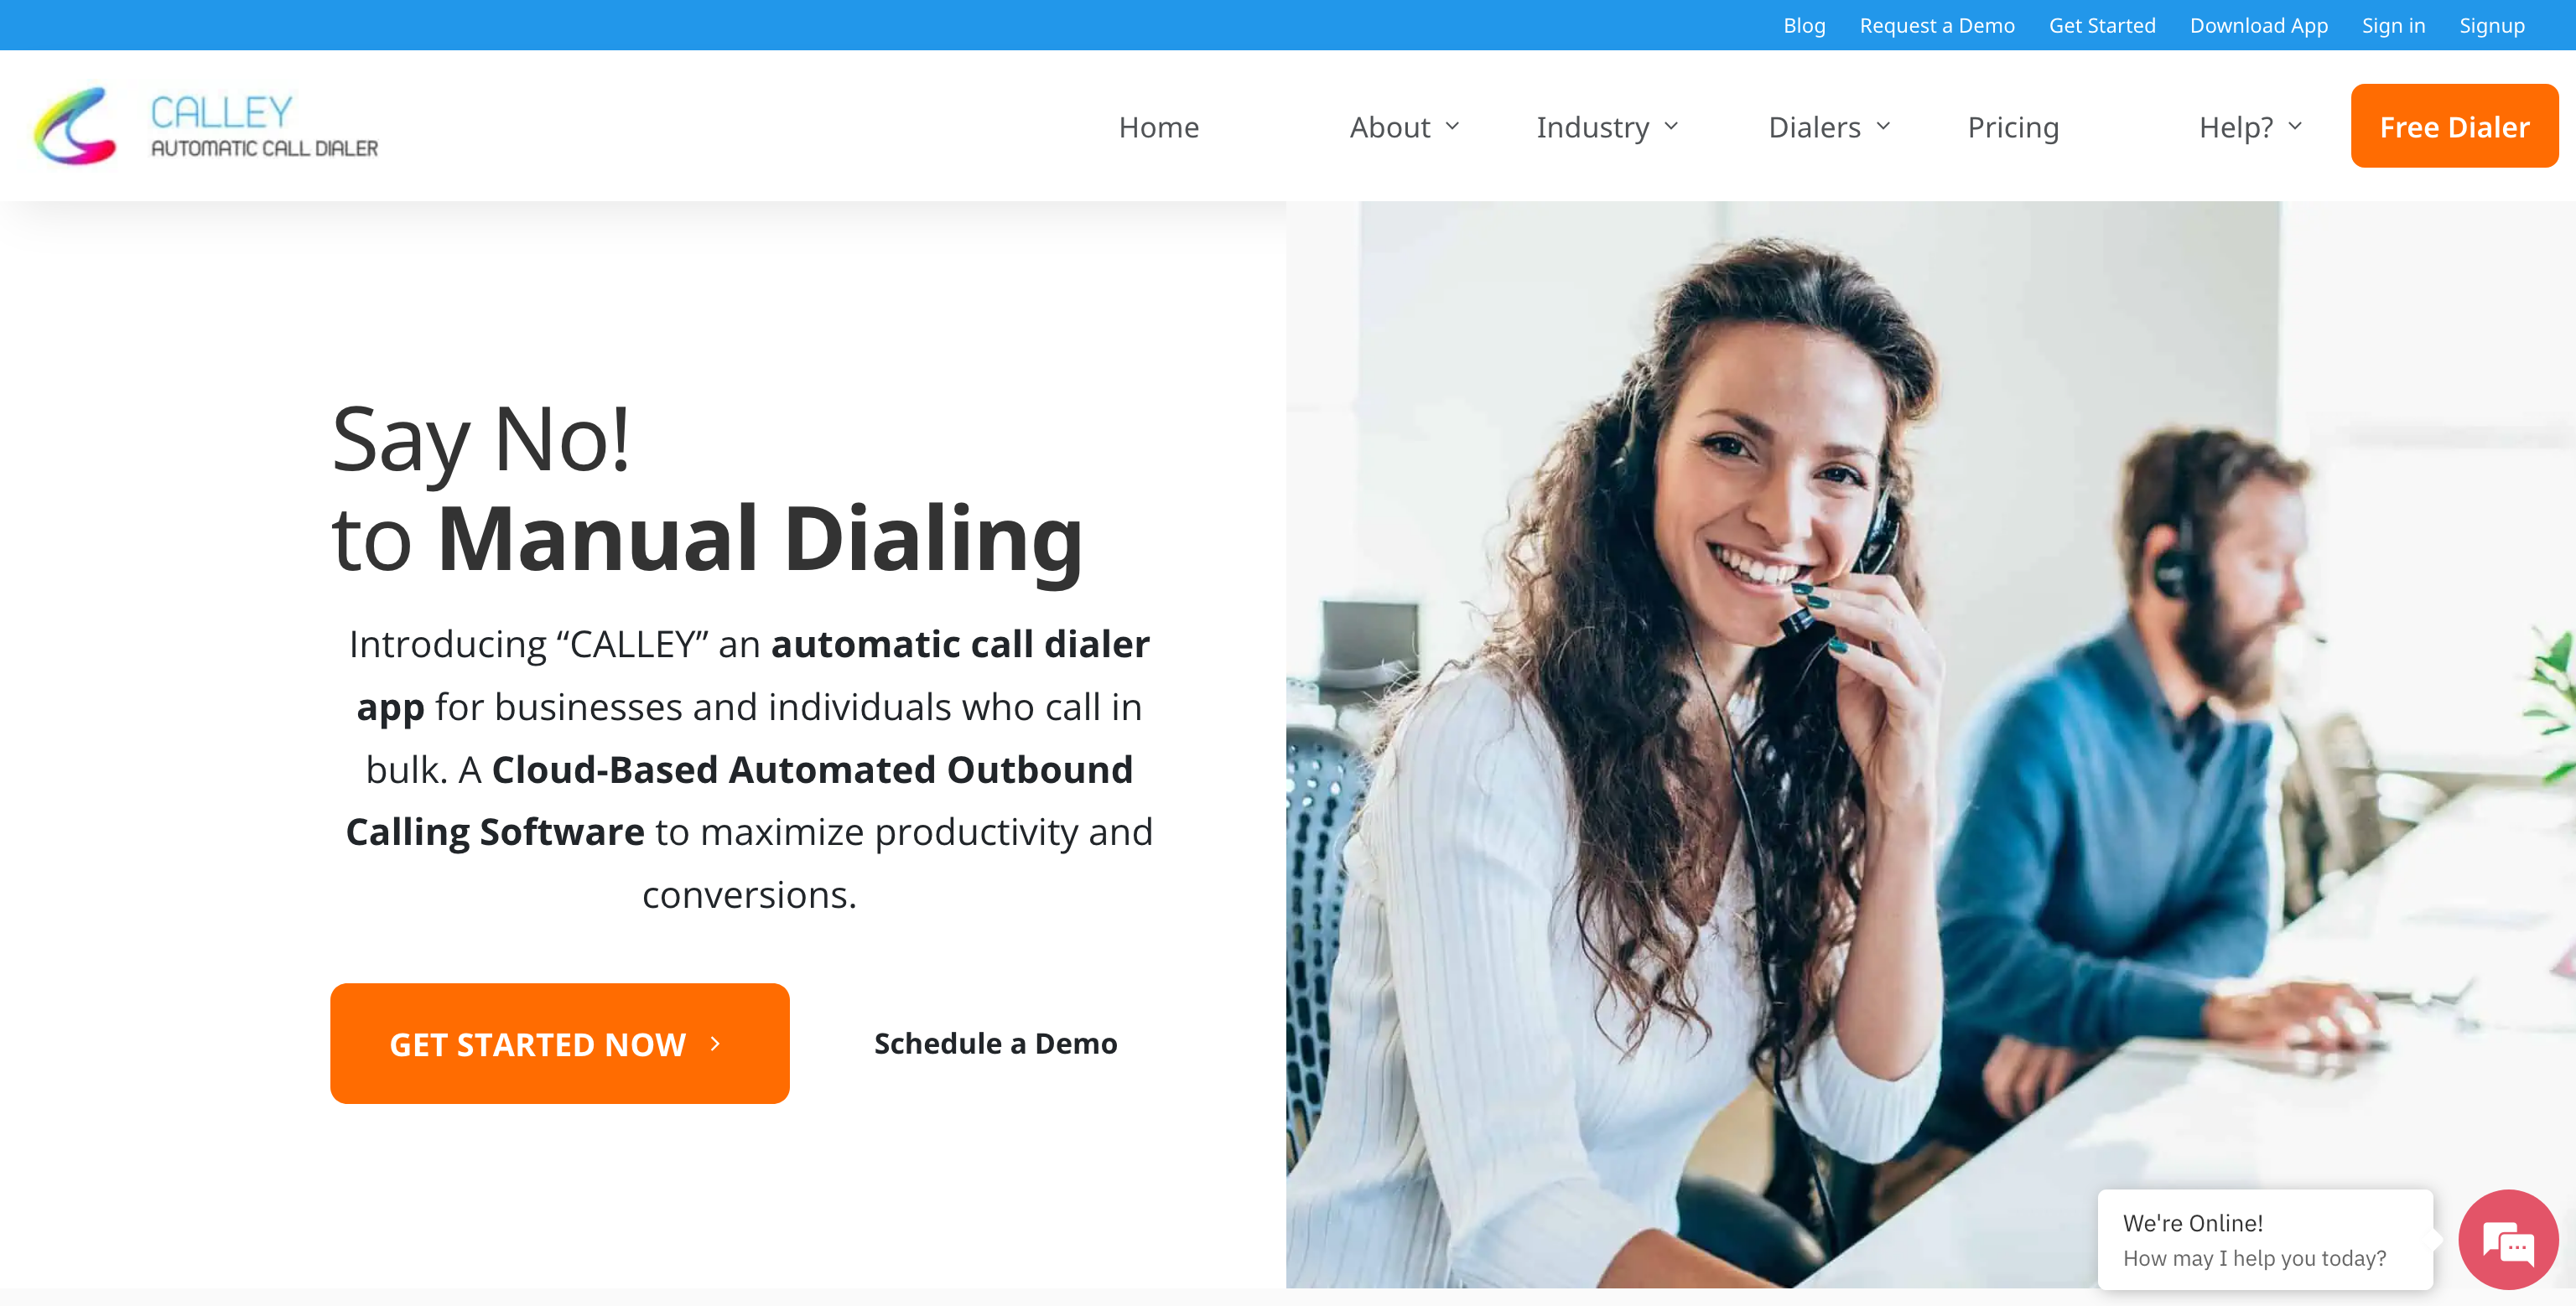 Blog Request a Demo Get Started Download App Sign in Signup
CALLEY
AUTOMATIC CALL DIALER
Home About Industry Dialers Pricing Help? Free Dialer
Say No!
to Manual Dialing
Introducing “CALLEY” an automatic call dialer
app for businesses and individuals who call in
bulk. A Cloud-Based Automated Outbound
Calling Software to maximize productivity and
conversions.
GET STARTED NOW
Schedule a Demo
We're Online!
How may I help you today?